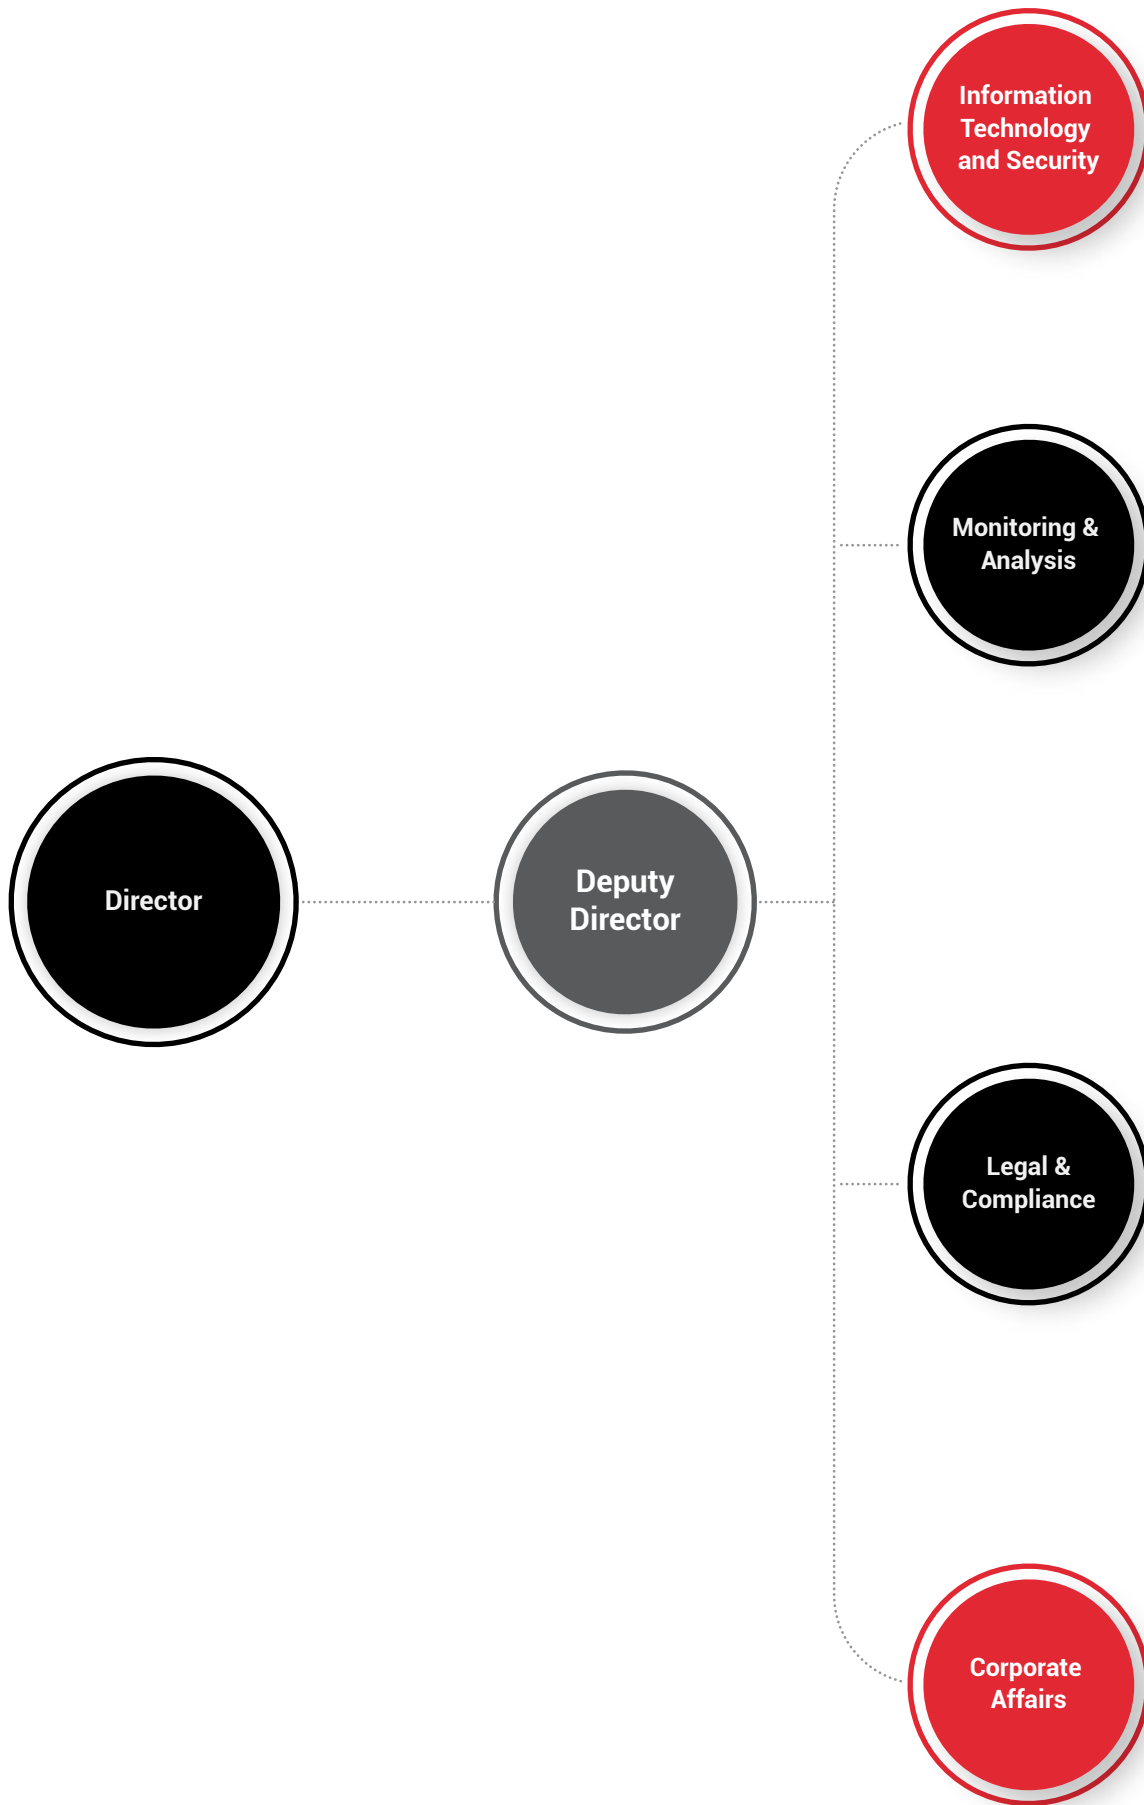 Information
Technology
and Security
Monitoring &
Analysis
Director
Deputy
Director
Legal &
Compliance
Corporate
Affairs